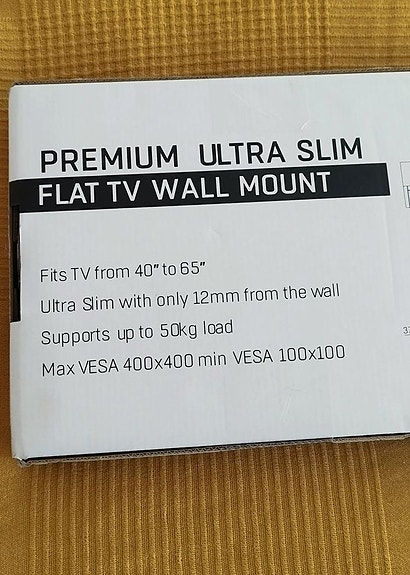 PREMIUM ULTRA SLIM
FLAT TV WALL MOUNT
Fits TV from 40" to 65"
Ultra Slim with only 12mm from the wall
Supports up to 50kg load
Max VESA 400x400 min VESA 100x100